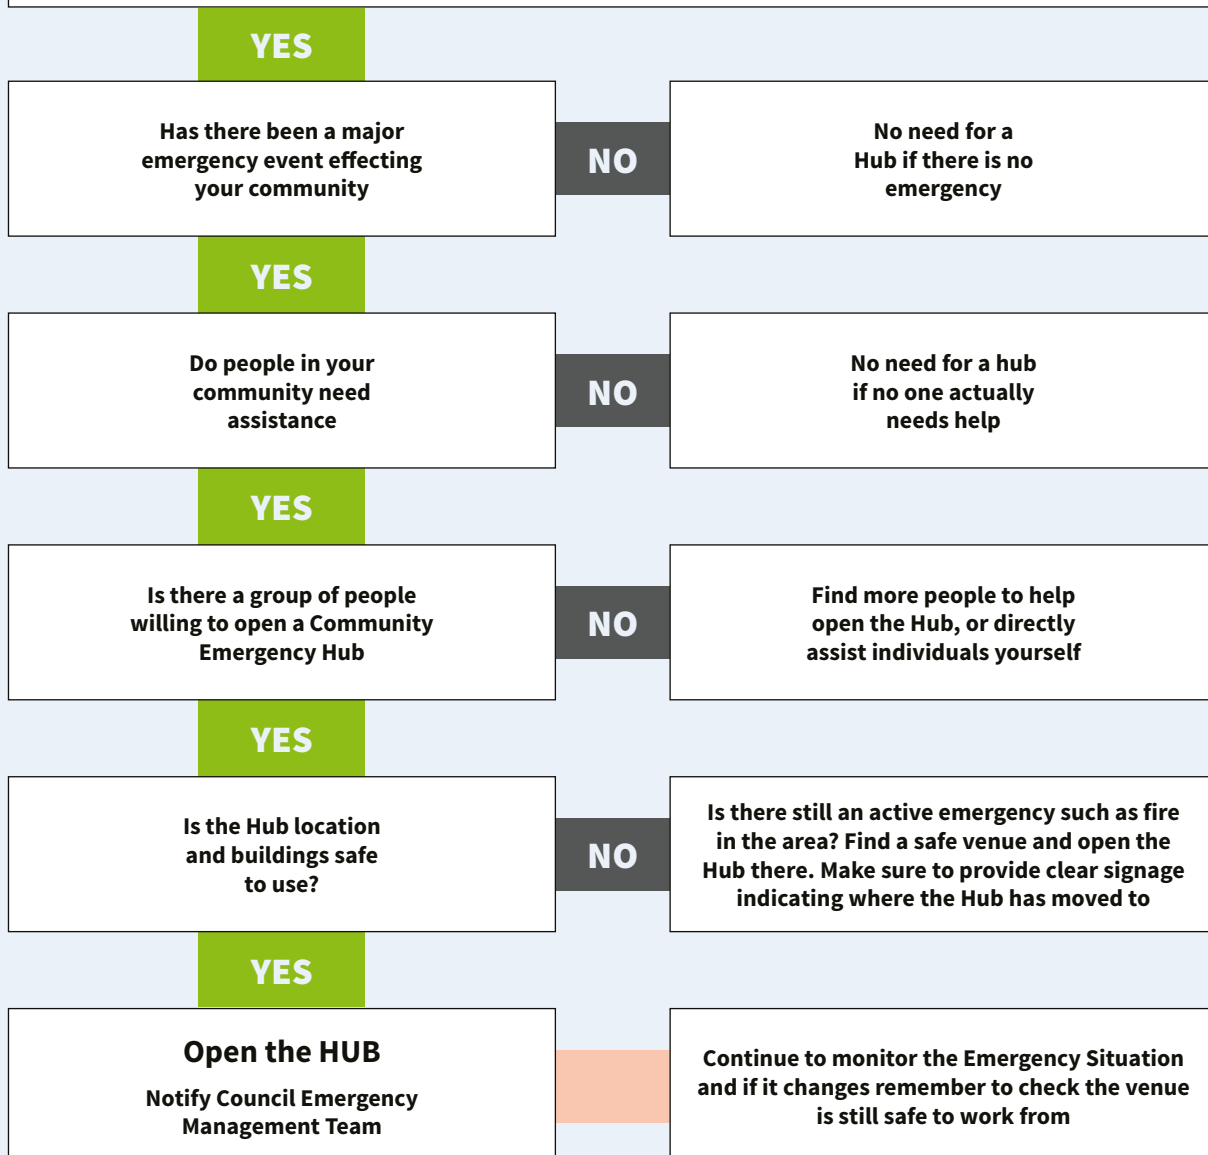 YES
Has there been a major
emergency event effecting
your community
NO
No need for a
Hub if there is no
emergency
YES
Do people in your
community need
assistance
NO
No need for a hub
if no one actually
needs help
YES
Is there a group of people
willing to open a Community
Emergency Hub
NO
Find more people to help
open the Hub, or directly
assist individuals yourself
YES
Is the Hub location
and buildings safe
to use?
NO
Is there still an active emergency such as fire
in the area? Find a safe venue and open the
Hub there. Make sure to provide clear signage
indicating where the Hub has moved to
YES
Open the HUB
Notify Council Emergency
Management Team
Continue to monitor the Emergency Situation
and if it changes remember to check the venue
is still safe to work from